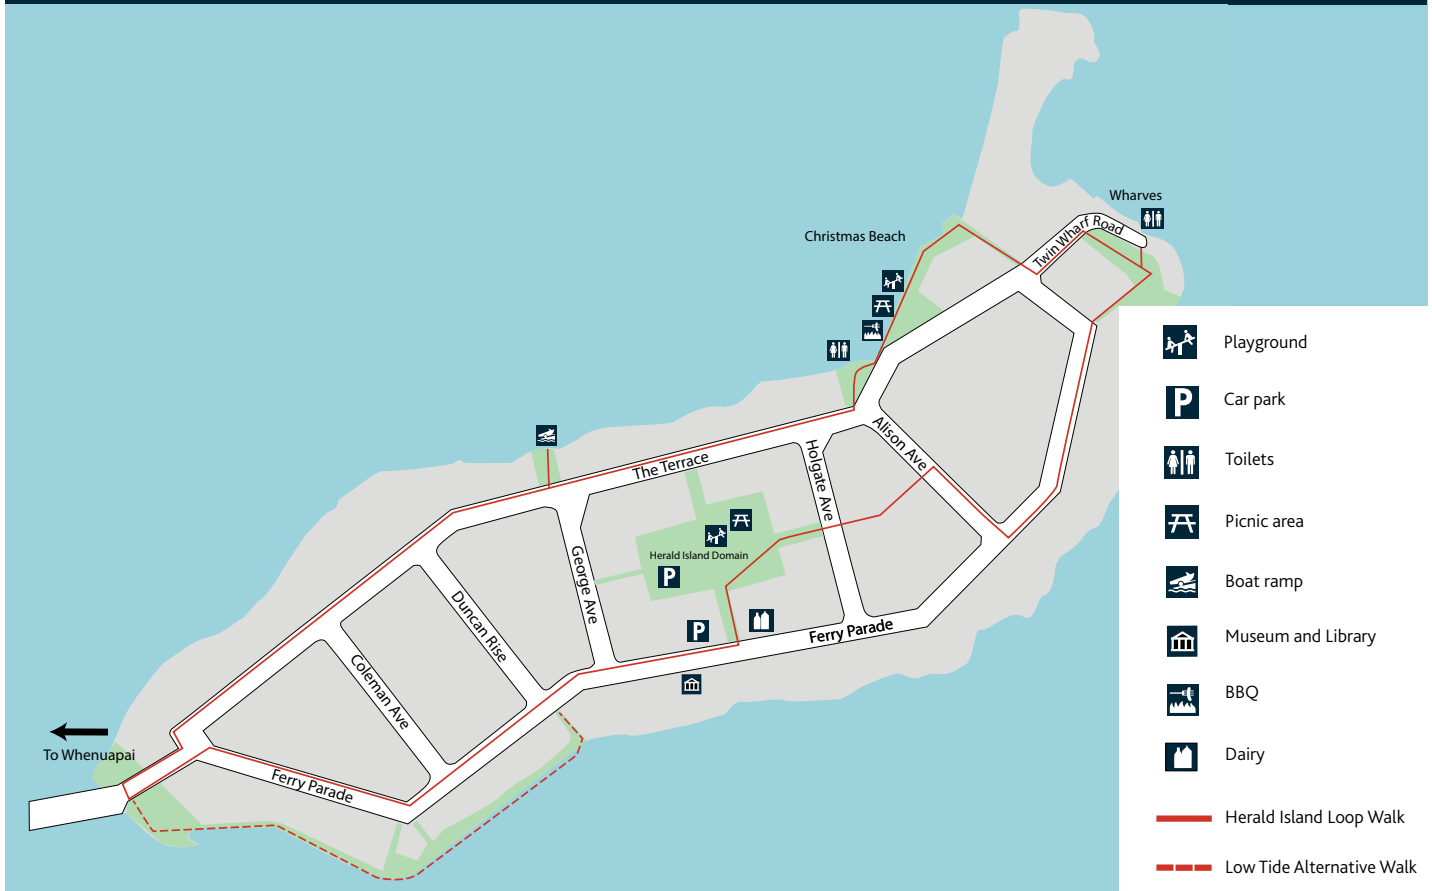 Wharves
Twin Wharf Road
Christmas Beach
Alison Ave
The Terrace
Holgate Ave
Herald Island Domain
P
George Ave
Duncan Rise
P
Ferry Parade
Coleman Ave
To Whenuapai
Ferry Parade
Playground
P Car park
Toilets
Picnic area
Boat ramp
Museum and Library
BBQ
Dairy
Herald Island Loop Walk
Low Tide Alternative Walk